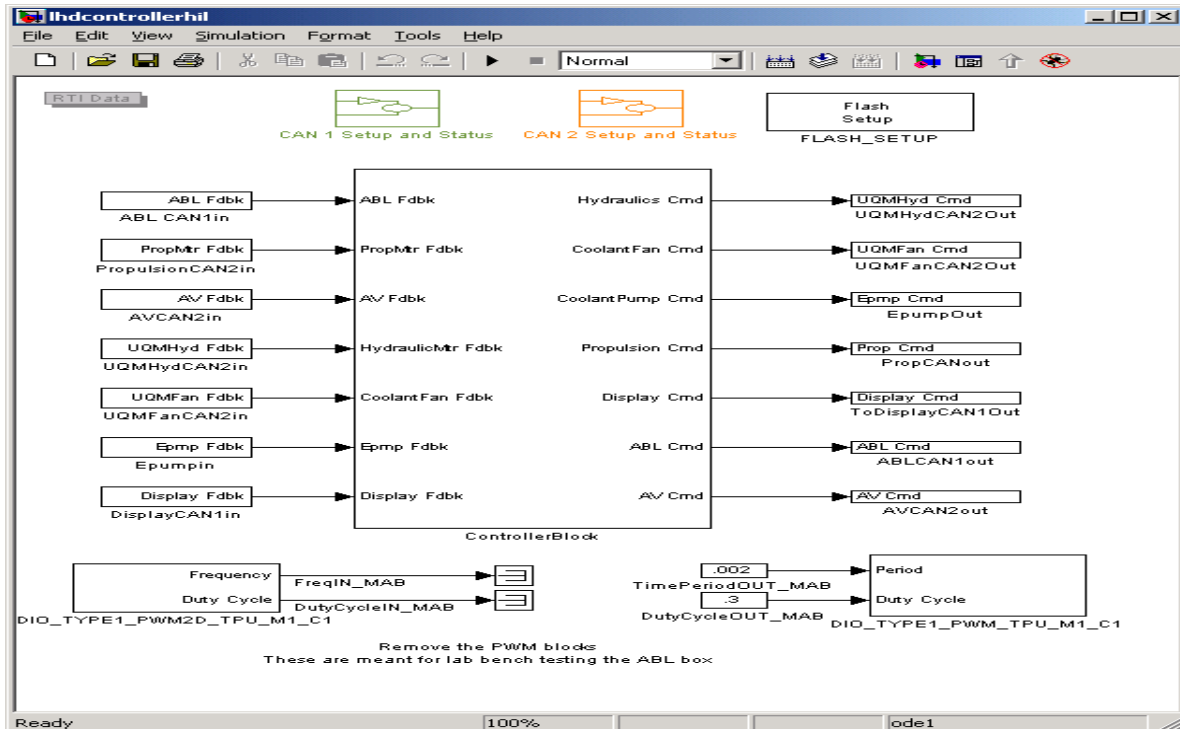 lhdcontrollerhil
File Edit View Simulation Format Tools Help
Normal
RTI Data
CAN 1 Setup and Status
CAN 2 Setup and Status
Flash
Setup
FLASH_SETUP
ABL Fdbk
ABL CAN1in
PropMtr Fdbk
PropulsionCAN2in
AV Fdbk
AVCAN2in
UQMHyd Fdbk
UQMHydCAN2in
UQMFan Fdbk
UQMFanCAN2in
Epmp Fdbk
Epumpin
Display Fdbk
DisplayCAN1in
ABL Fdbk
PropMtr Fdbk
AV Fdbk
HydraulicMtr Fdbk
CoolantFan Fdbk
Epmp Fdbk
Display Fdbk
Hydraulics Cmd
CoolantFan Cmd
CoolantPump Cmd
Propulsion Cmd
Display Cmd
ABL Cmd
AV Cmd
ControllerBlock
UQMHyd Cmd
UQMHydCAN2Out
UQMFan Cmd
UQMFanCAN2Out
Epmp Cmd
EpumpOut
Prop Cmd
PropCANout
Display Cmd
ToDisplayCAN1Out
ABL Cmd
ABLCAN1out
AV Cmd
AVCAN2out
Frequency
Duty Cycle
DIO_TYPE1_PWM2D_TPU_M1_C1
FreqIN_MAB
DutyCycleIN_MAB
.002
TimePeriodOUT_MAB
.3
DutyCycleOUT_MAB
Period
Duty Cycle
DIO_TYPE1_PWM_TPU_M1_C1
Remove the PWM blocks
These are meant for lab bench testing the ABL box
Ready
100%
ode1